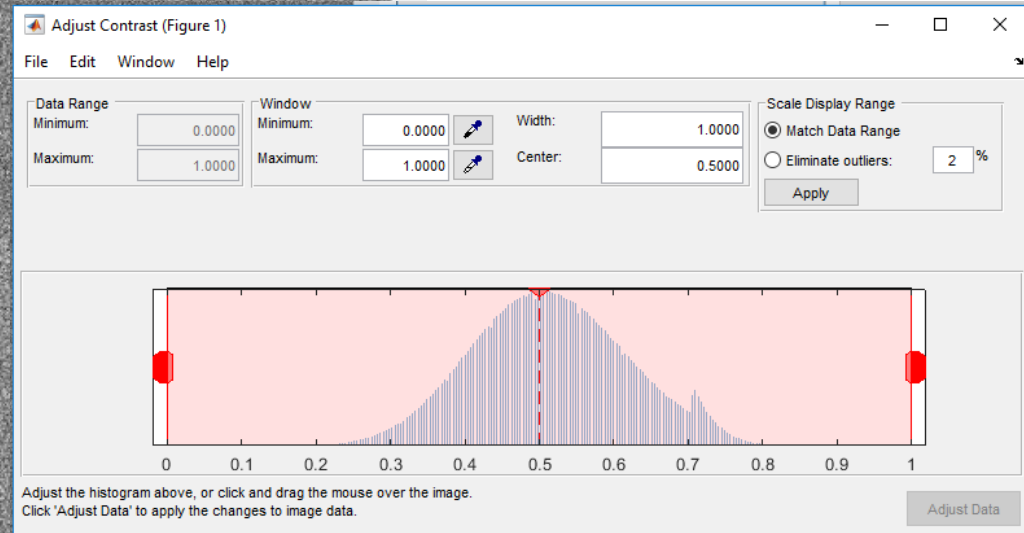 Adjust Contrast (Figure 1)
File Edit Window Help
Data Range
Minimum: 0.0000
Maximum: 1.0000
Window
Minimum: 0.0000
Maximum: 1.0000
Width: 1.0000
Center: 0.5000
Scale Display Range
Match Data Range
Eliminate outliers: 2 %
Apply
0 0.1 0.2 0.3 0.4 0.5 0.6 0.7 0.8 0.9 1
Adjust the histogram above, or click and drag the mouse over the image.
Click 'Adjust Data' to apply the changes to image data.
Adjust Data